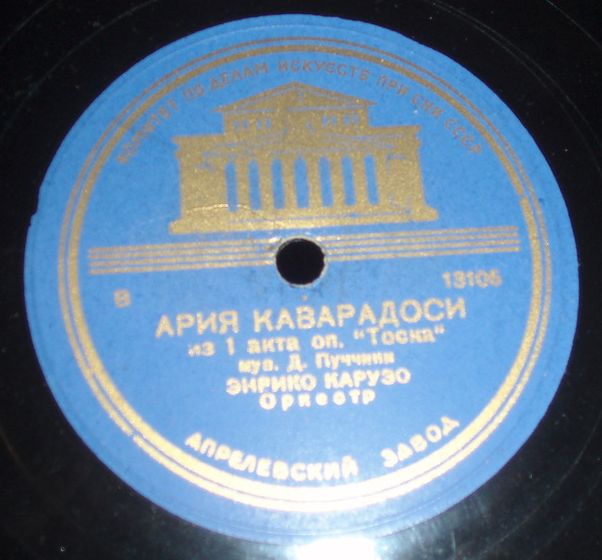 КОМИТЕТ ПО ДЕЛАМ ИСКУССТВ ПРИ СНК СССР
В 13106
АРИЯ КАВАРАДОСИ
из 1 акта оп. "Тоска"
муз. Д. Пуччини
ЭНРИКО КАРУЗО
Оркестр
АПРЕЛЕВСКИЙ ЗАВОД